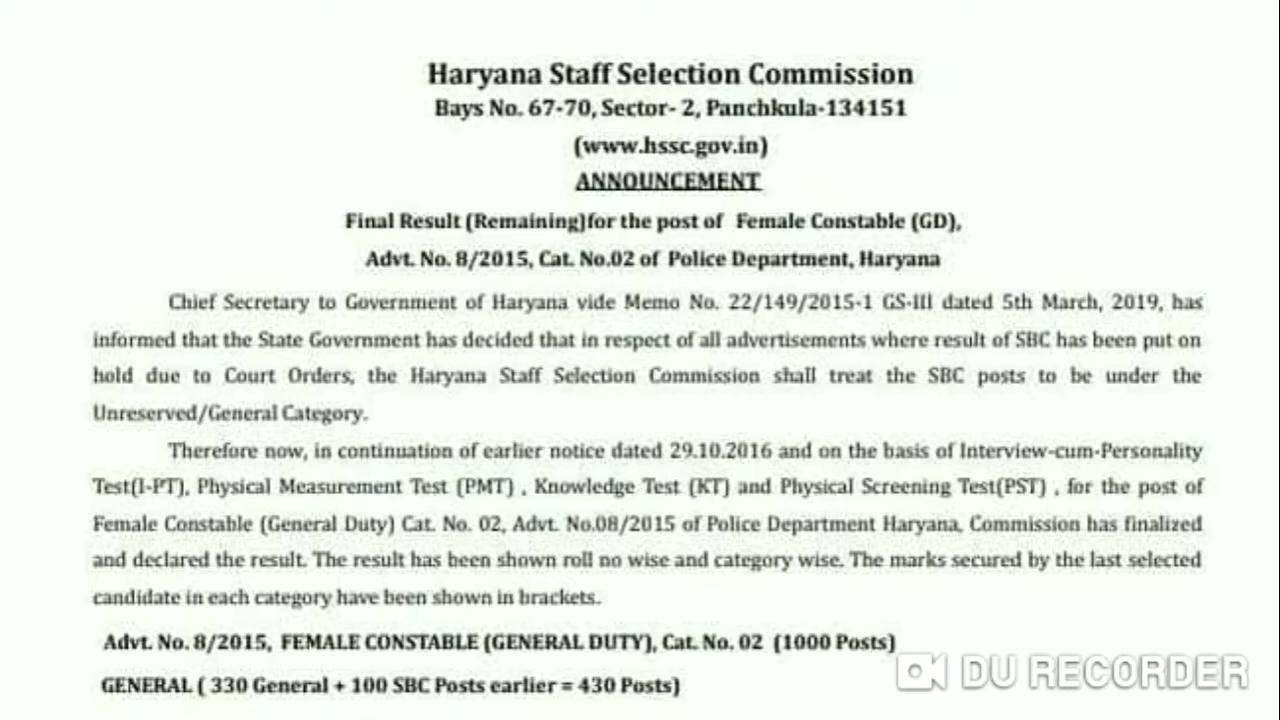 Haryana Staff Selection Commission
Bays No. 67-70, Sector- 2, Panchkula-134151
(www.hssc.gov.in)
ANNOUNCEMENT
Final Result (Remaining)for the post of Female Constable (GD),
Advt. No. 8/2015, Cat. No.02 of Police Department, Haryana
Chief Secretary to Government of Haryana vide Memo No. 22/149/2015-1 GS-III dated 5th March, 2019, has
informed that the State Government has decided that in respect of all advertisements where result of SBC has been put on
hold due to Court Orders, the Haryana Staff Selection Commission shall treat the SBC posts to be under the
Unreserved/General Category.
Therefore now, in continuation of earlier notice dated 29.10.2016 and on the basis of Interview-cum-Personality
Test(I-PT), Physical Measurement Test (PMT) , Knowledge Test (KT) and Physical Screening Test(PST) , for the post of
Female Constable (General Duty) Cat. No. 02, Advt. No.08/2015 of Police Department Haryana, Commission has finalized
and declared the result. The result has been shown roll no wise and category wise. The marks secured by the last selected
candidate in each category have been shown in brackets.
Advt. No. 8/2015, FEMALE CONSTABLE (GENERAL DUTY), Cat. No. 02 (1000 Posts)
GENERAL ( 330 General + 100 SBC Posts earlier = 430 Posts)
DU RECORDER